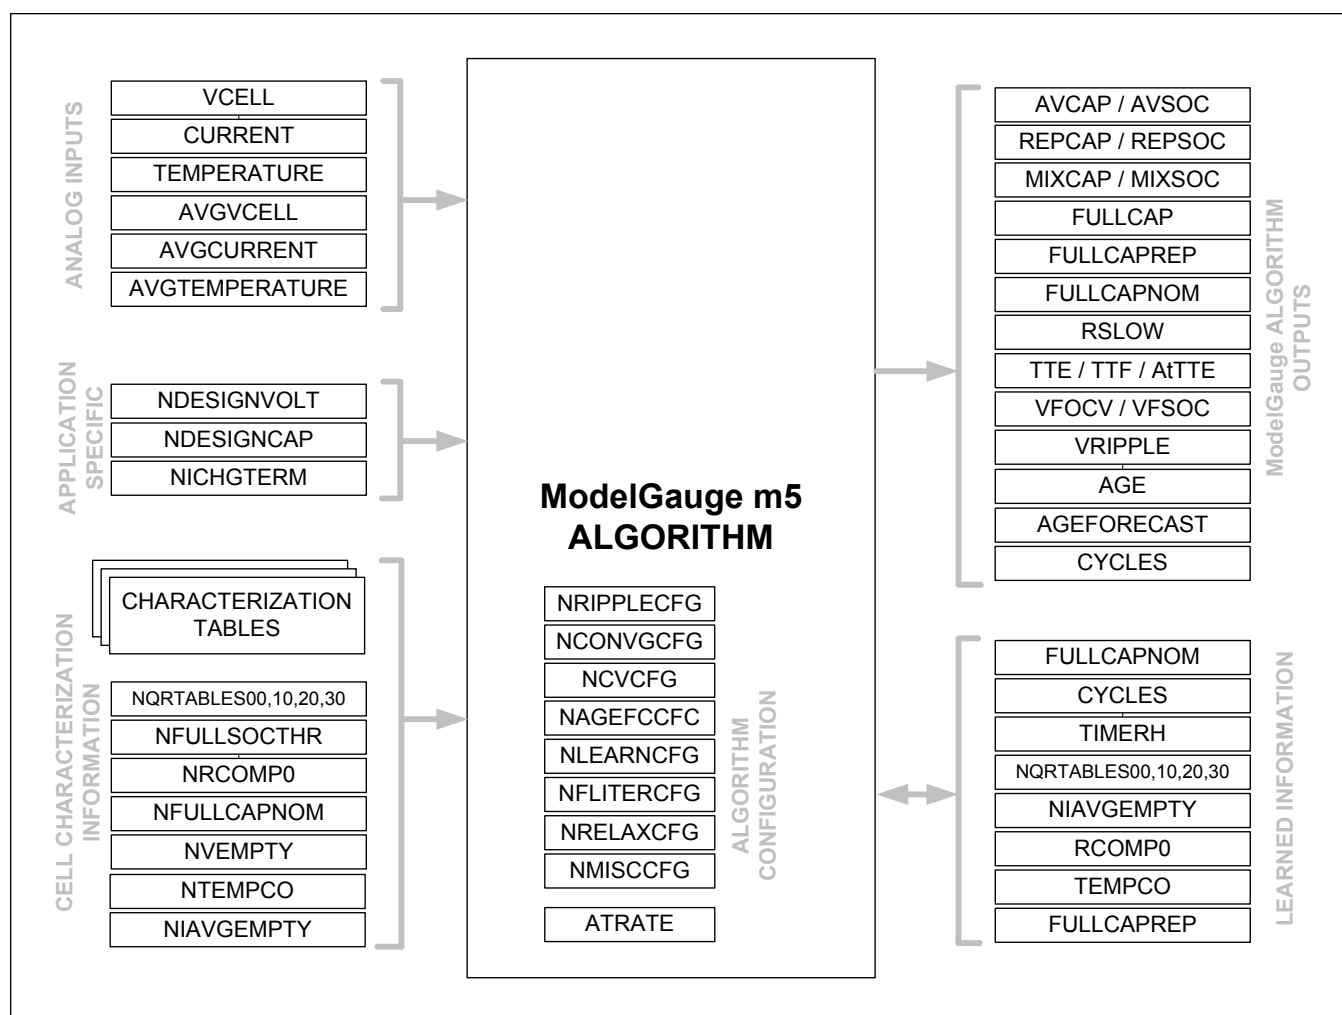 ANALOG INPUTS
VCELL
CURRENT
TEMPERATURE
AVGVCELL
AVGCURRENT
AVGTEMPERATURE
APPLICATION
SPECIFIC
NDESIGNVOLT
NDESIGNCAP
NICHGTERM
CELL CHARACTERIZATION
INFORMATION
CHARACTERIZATION
TABLES
NQRTABLES00,10,20,30
NFULLSOCTHR
NRCOMP0
NFULLCAPNOM
NVEMPTY
NTEMPCO
NIAVGEMPTY
ModelGauge m5
ALGORITHM
NRIPPLECFG
NCONVGCFG
NCVCFG
NAGEFCCFC
NLEARNCFG
NFLITERCFG
NRELAXCFG
NMISCCFG
ATRATE
ALGORITHM
CONFIGURATION
AVCAP / AVSOC
REPCAP / REPSOC
MIXCAP / MIXSOC
FULLCAP
FULLCAPREP
FULLCAPNOM
RSLOW
TTE / TTF / AtTTE
VFOCV / VFSOC
VRIPPLE
AGE
AGEFORECAST
CYCLES
ModelGauge ALGORITHM
OUTPUTS
FULLCAPNOM
CYCLES
TIMERH
NQRTABLES00,10,20,30
NIAVGEMPTY
RCOMP0
TEMPCO
FULLCAPREP
LEARNED INFORMATION